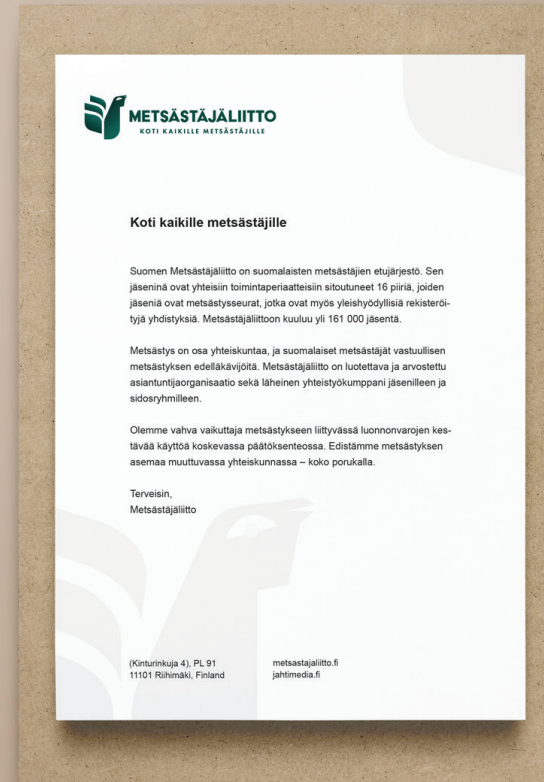 METSÄSTÄJÄLIITTO
KOTI KAIKILLE METSÄSTÄJILLE
Koti kaikille metsästäjille
Suomen Metsästäjäliitto on suomalaisten metsästäjien etujärjestö. Sen
jäseninä ovat yhteisiin toimintaperiaatteisiin sitoutuneet 16 piiriä, joiden
jäseniä ovat metsästysseurat, jotka ovat myös yleishyödyllisiä rekisteröi-
tyjä yhdistyksiä. Metsästäjäliittoon kuuluu yli 161 000 jäsentä.
Metsästys on osa yhteiskuntaa, ja suomalaiset metsästäjät vastuullisen
metsästyksen edelläkävijöitä. Metsästäjäliitto on luotettava ja arvostettu
asiantuntijaorganisaatio sekä läheinen yhteistyökumppani jäsenilleen ja
sidosryhmilleen.
Olemme vahva vaikuttaja metsästykseen liittyvässä luonnonvarojen kes-
tävää käyttöä koskevassa päätöksenteossa. Edistämme metsästyksen
asemaa muuttuvassa yhteiskunnassa – koko porukalla.
Terveisin,
Metsästäjäliitto
(Kinturinkuja 4), PL 91
11101 Riihimäki, Finland
metsastajaliitto.fi
jahtimedia.fi